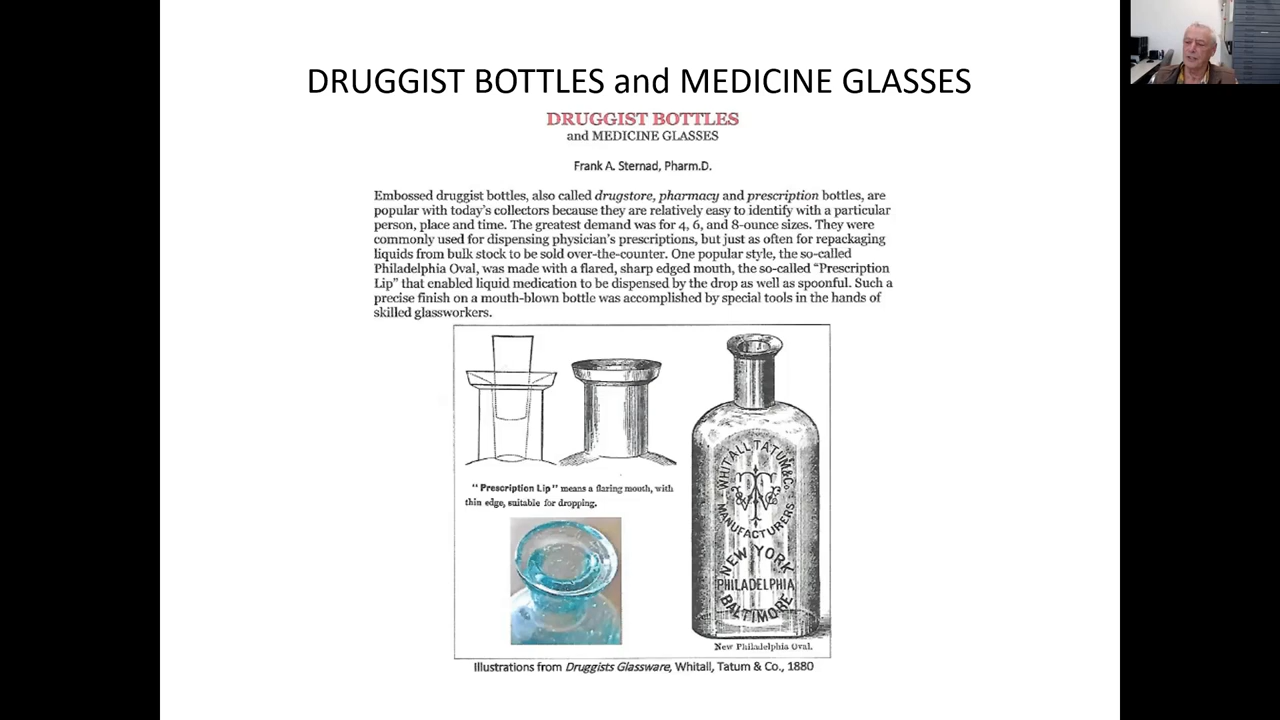 DRUGGIST BOTTLES and MEDICINE GLASSES
DRUGGIST BOTTLES
and MEDICINE GLASSES
Frank A. Sternad, Pharm.D.
Embossed druggist bottles, also called drugstore, pharmacy and prescription bottles, are
popular with today's collectors because they are relatively easy to identify with a particular
person, place and time. The greatest demand was for 4, 6, and 8-ounce sizes. They were
commonly used for dispensing physician's prescriptions, but just as often for repackaging
liquids from bulk stock to be sold over-the-counter. One popular style, the so-called
Philadelphia Oval, was made with a flared, sharp edged mouth, the so-called "Prescription
Lip" that enabled liquid medication to be dispensed by the drop as well as spoonful. Such a
precise finish on a mouth-blown bottle was accomplished by special tools in the hands of
skilled glassworkers.
"Prescription Lip" means a flaring mouth, with
thin edge, suitable for dropping.
WHITALL TATUM & Co.
MANUFACTURERS
NEW YORK
PHILADELPHIA
BALTIMORE
New Philadelphia Oval.
Illustrations from Druggists Glassware, Whitall, Tatum & Co., 1880